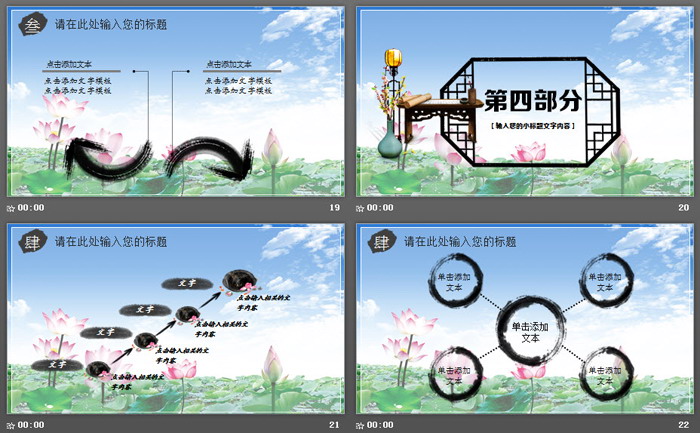 叁 请在此处输入您的标题
点击添加文本
点击添加文字模板
点击添加文字模板
点击添加文本
点击添加文字模板
点击添加文字模板
00:00
19
第四部分
[ 输入您的小标题文字内容 ]
00:00
20
肆 请在此处输入您的标题
文字
点击输入相关的文
字内容
文字
点击输入相关的文
字内容
文字
点击输入相关的文
字内容
文字
点击输入相关的文
字内容
00:00
21
肆 请在此处输入您的标题
单击添加
文本
单击添加
文本
单击添加
文本
单击添加
文本
单击添加
文本
00:00
22